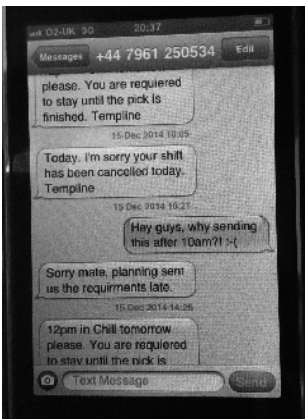 O2-UK 3G 20:37
Messages +44 7961 250534 Edit
please. You are requiered
to stay until the pick is
finished. Templine
15 Dec 2014 10:05
Today. I'm sorry your shift
has been cancelled today.
Templine
15 Dec 2014 10:21
Hey guys, why sending
this after 10am?! :-(
Sorry mate, planning sent
us the requirments late.
15 Dec 2014 14:26
12pm in Chill tomorrow
please. You are requiered
to stay until the pick is
Text Message Send